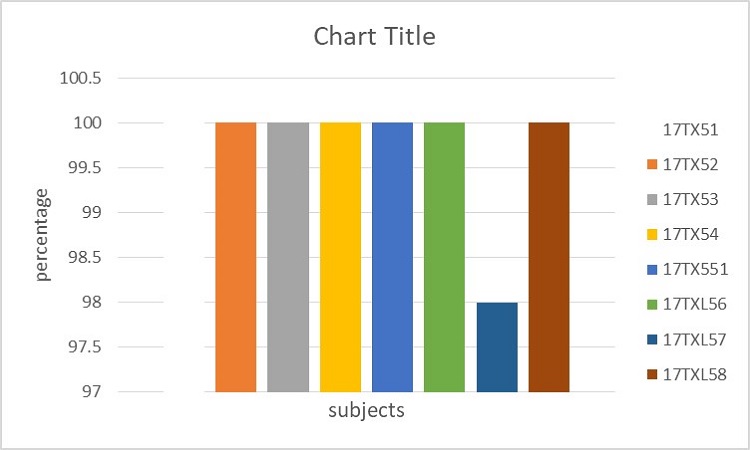 Chart Title
percentage
100.5
100
99.5
99
98.5
98
97.5
97
subjects
17TX51
17TX52
17TX53
17TX54
17TX551
17TXL56
17TXL57
17TXL58